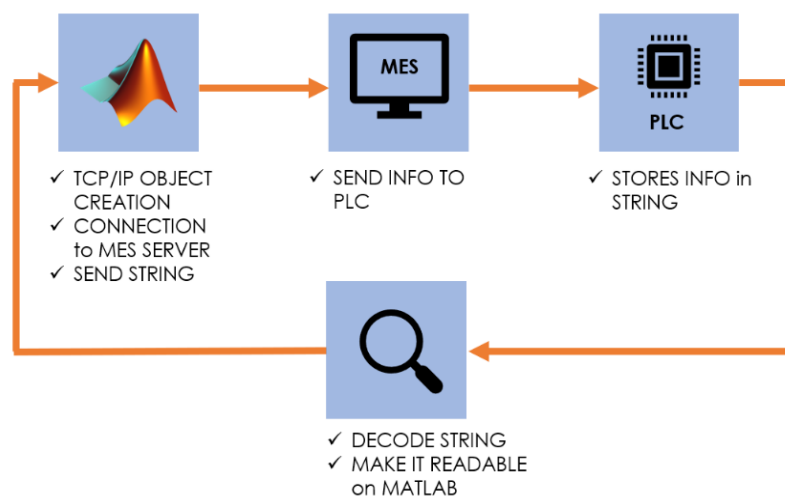 MES
PLC
✓ TCP/IP OBJECT
CREATION
✓ CONNECTION
to MES SERVER
✓ SEND STRING
✓ SEND INFO TO
PLC
✓ STORES INFO in
STRING
✓ DECODE STRING
✓ MAKE IT READABLE
on MATLAB